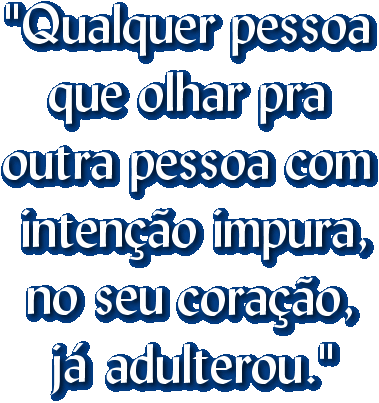 "Qualquer pessoa
que olhar pra
outra pessoa com
intenção impura,
no seu coração,
já adulterou."